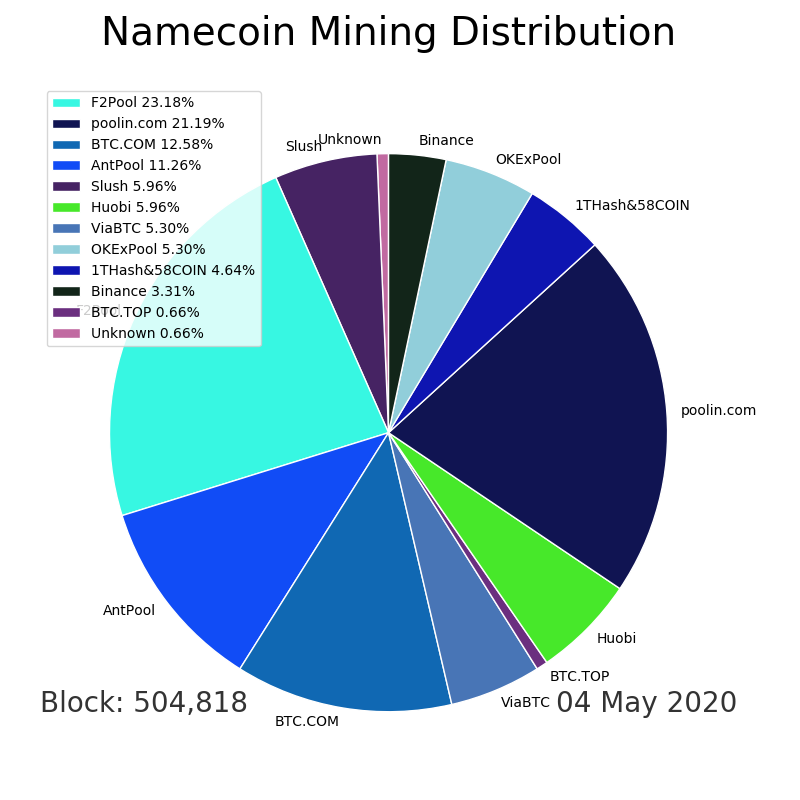 Namecoin Mining Distribution
F2Pool 23.18%
poolin.com 21.19%
BTC.COM 12.58%
AntPool 11.26%
Slush 5.96%
Huobi 5.96%
ViaBTC 5.30%
OKExPool 5.30%
1THash&58COIN 4.64%
Binance 3.31%
BTC.TOP 0.66%
Unknown 0.66%
Slush
Unknown
Binance
OKExPool
1THash&58COIN
F2Pool
poolin.com
AntPool
Huobi
BTC.TOP
ViaBTC
BTC.COM
Block: 504,818
04 May 2020